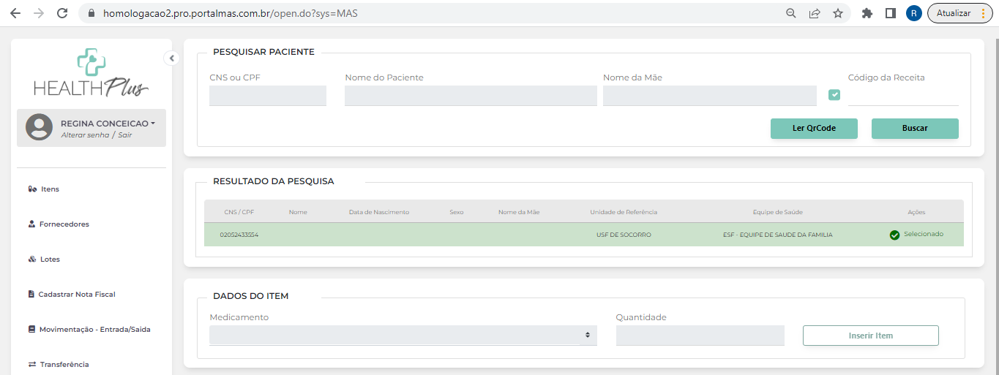 homologacao2.pro.portalmas.com.br/open.do?sys=MAS
R
Atualizar
HEALTH Plus
REGINA CONCEICAO
Alterar senha / Sair
Itens
Fornecedores
Lotes
Cadastrar Nota Fiscal
Movimentação - Entrada/Saida
Transferência
PESQUISAR PACIENTE
CNS ou CPF Nome do Paciente Nome da Mãe Código da Receita
Ler QrCode Buscar
RESULTADO DA PESQUISA
CNS / CPF Nome Data de Nascimento Sexo Nome da Mãe Unidade de Referência Equipe de Saúde Ações
02052433554 USF DE SOCORRO ESF - EQUIPE DE SAUDE DA FAMILIA Selecionado
DADOS DO ITEM
Medicamento Quantidade
Inserir Item